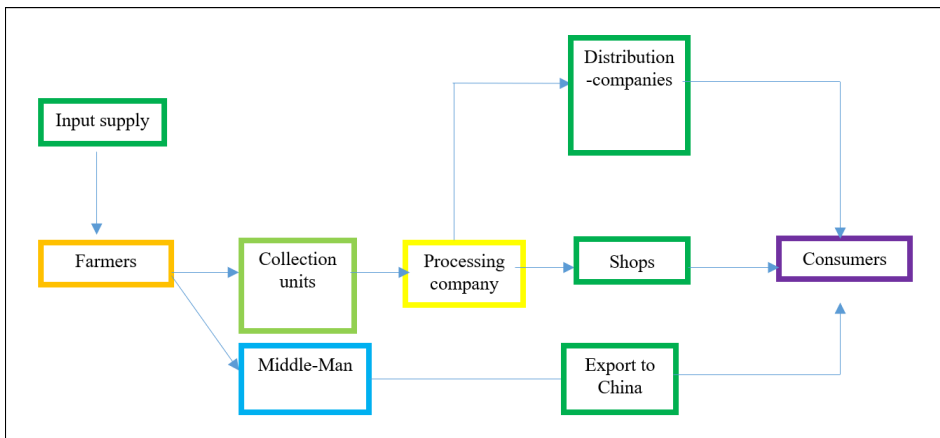 Distribution
-companies
Input supply
Farmers
Collection
units
Processing
company
Shops
Consumers
Middle-Man
Export to
China